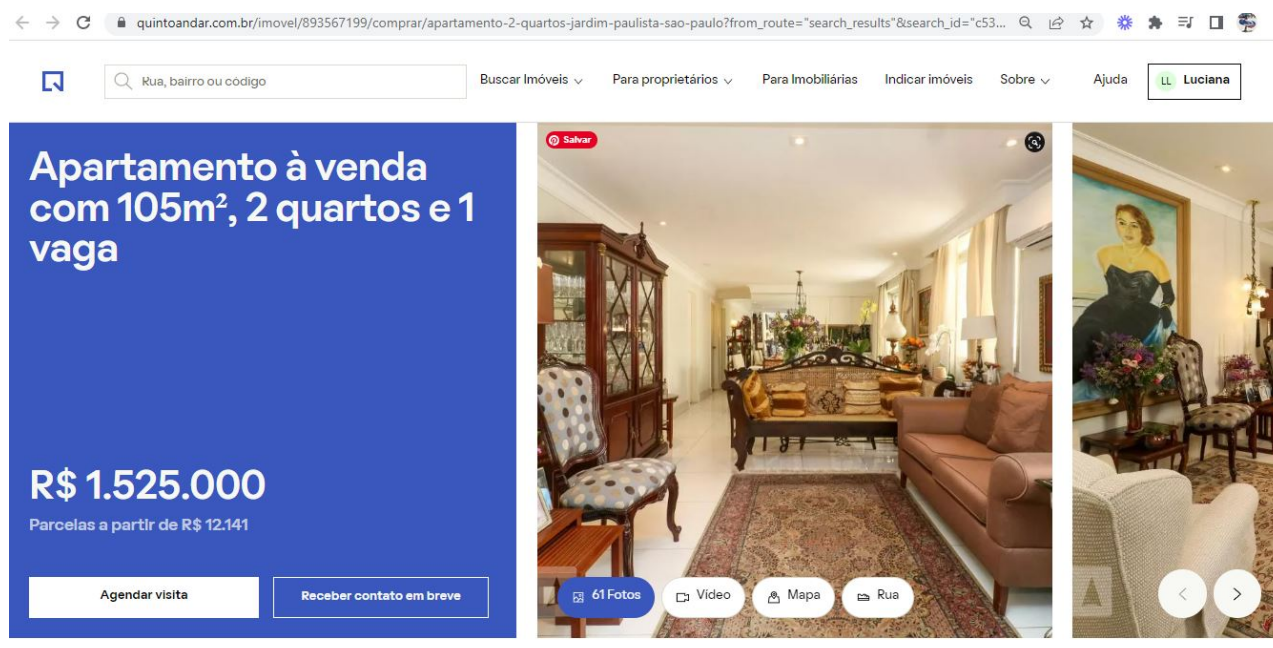 quintoandar.com.br/imovel/893567199/comprar/apartamento-2-quartos-jardim-paulista-sao-paulo?from_route="search_results"&search_id="c53...
Rua, bairro ou código
Buscar Imóveis
Para proprietários
Para Imobiliárias
Indicar imóveis
Sobre
Ajuda
LL Luciana
Apartamento à venda
com 105m², 2 quartos e 1
vaga
Salvar
R$ 1.525.000
Parcelas a partir de R$ 12.141
Agendar visita
Receber contato em breve
61 Fotos
Vídeo
Mapa
Rua